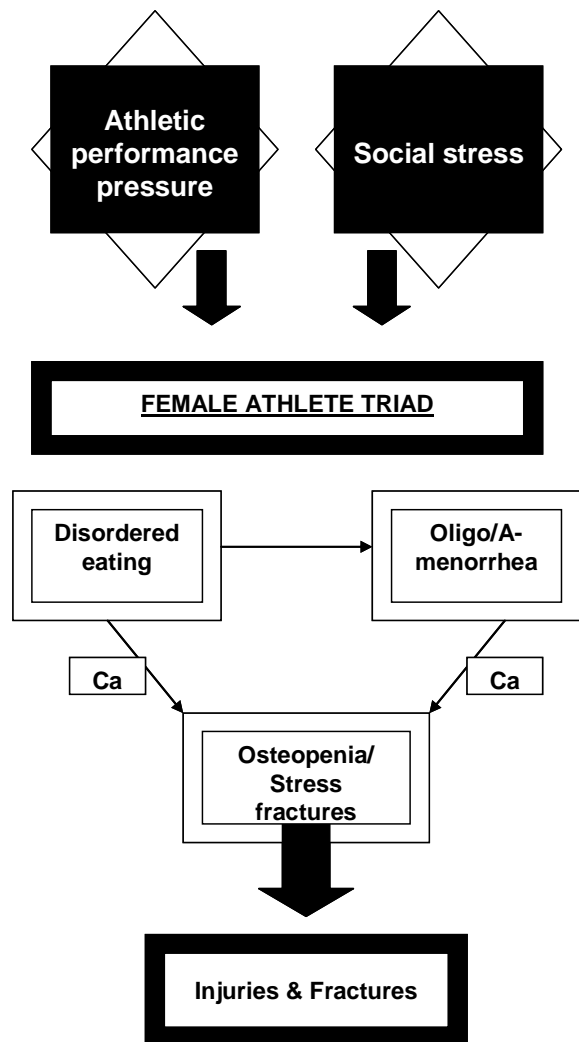 Athletic
performance
pressure
Social stress
FEMALE ATHLETE TRIAD
Disordered
eating
Oligo/A-
menorrhea
Ca
Ca
Osteopenia/
Stress
fractures
Injuries & Fractures